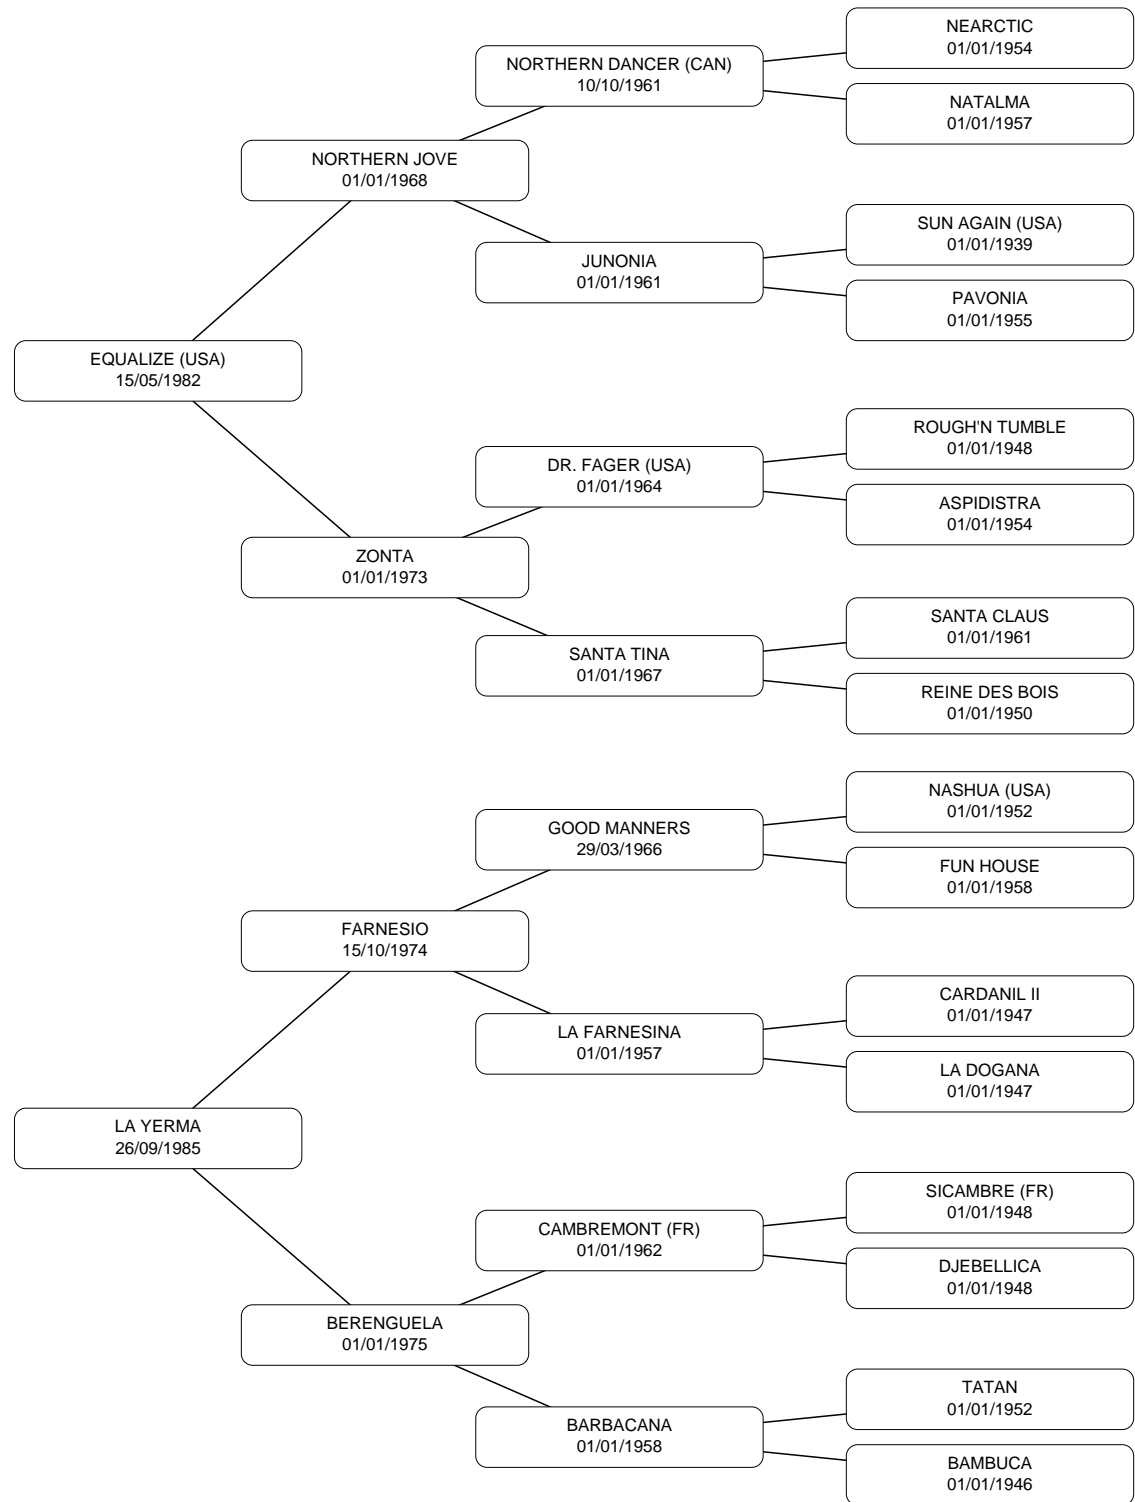 NEARCTIC
01/01/1954
NORTHERN DANCER (CAN)
10/10/1961
NATALMA
01/01/1957
NORTHERN JOVE
01/01/1968
SUN AGAIN (USA)
01/01/1939
JUNONIA
01/01/1961
PAVONIA
01/01/1955
EQUALIZE (USA)
15/05/1982
ROUGH'N TUMBLE
01/01/1948
DR. FAGER (USA)
01/01/1964
ASPIDISTRA
01/01/1954
ZONTA
01/01/1973
SANTA CLAUS
01/01/1961
SANTA TINA
01/01/1967
REINE DES BOIS
01/01/1950
NASHUA (USA)
01/01/1952
GOOD MANNERS
29/03/1966
FUN HOUSE
01/01/1958
FARNESIO
15/10/1974
CARDANIL II
01/01/1947
LA FARNESINA
01/01/1957
LA DOGANA
01/01/1947
LA YERMA
26/09/1985
SICAMBRE (FR)
01/01/1948
CAMBREMONT (FR)
01/01/1962
DJEBELLICA
01/01/1948
BERENGUELA
01/01/1975
TATAN
01/01/1952
BARBACANA
01/01/1958
BAMBUCA
01/01/1946